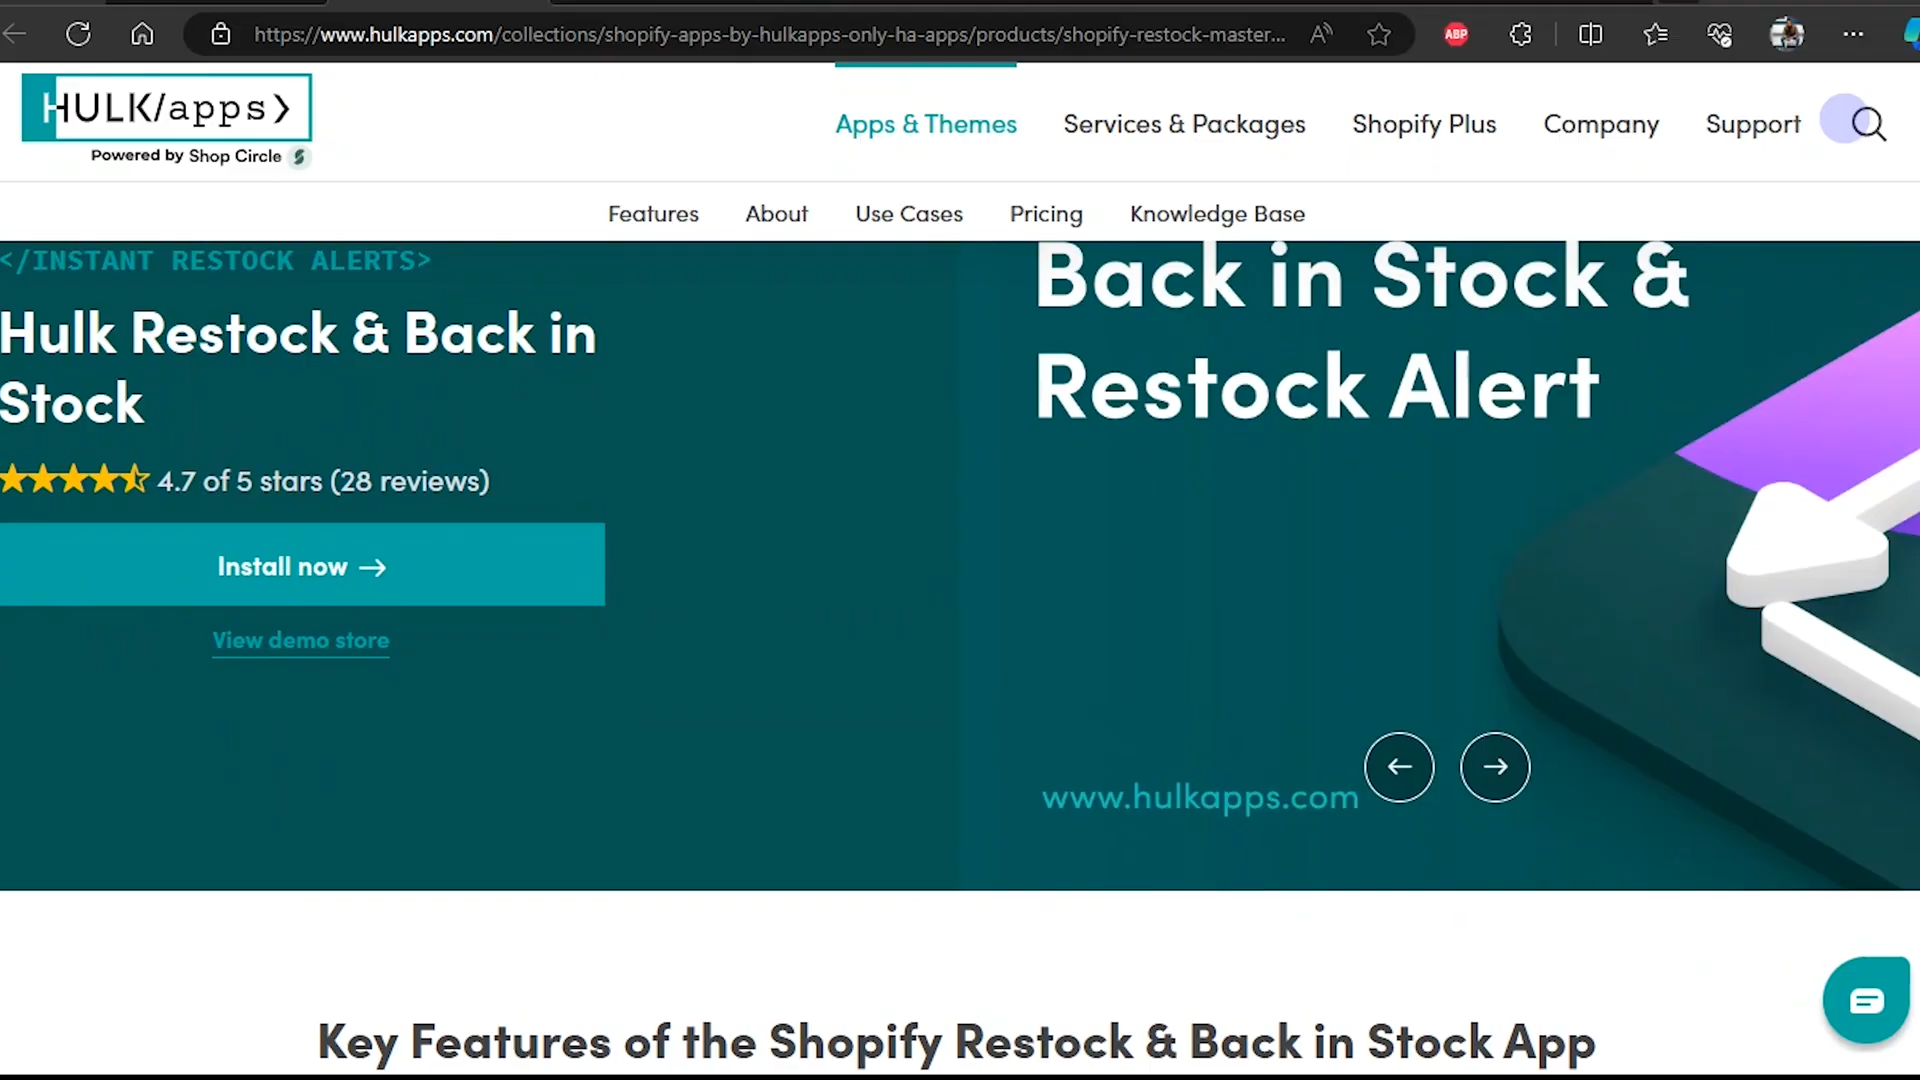 https://www.hulkapps.com/collections/shopify-apps-by-hulkapps-only-ha-apps/products/shopify-restock-master...
ABP
HULK/apps>
Powered by Shop Circle
Apps & Themes
Services & Packages
Shopify Plus
Company
Support
Features
About
Use Cases
Pricing
Knowledge Base
</INSTANT RESTOCK ALERTS>
Hulk Restock & Back in
Stock
4.7 of 5 stars (28 reviews)
Install now →
View demo store
Back in Stock &
Restock Alert
www.hulkapps.com
Key Features of the Shopify Restock & Back in Stock App